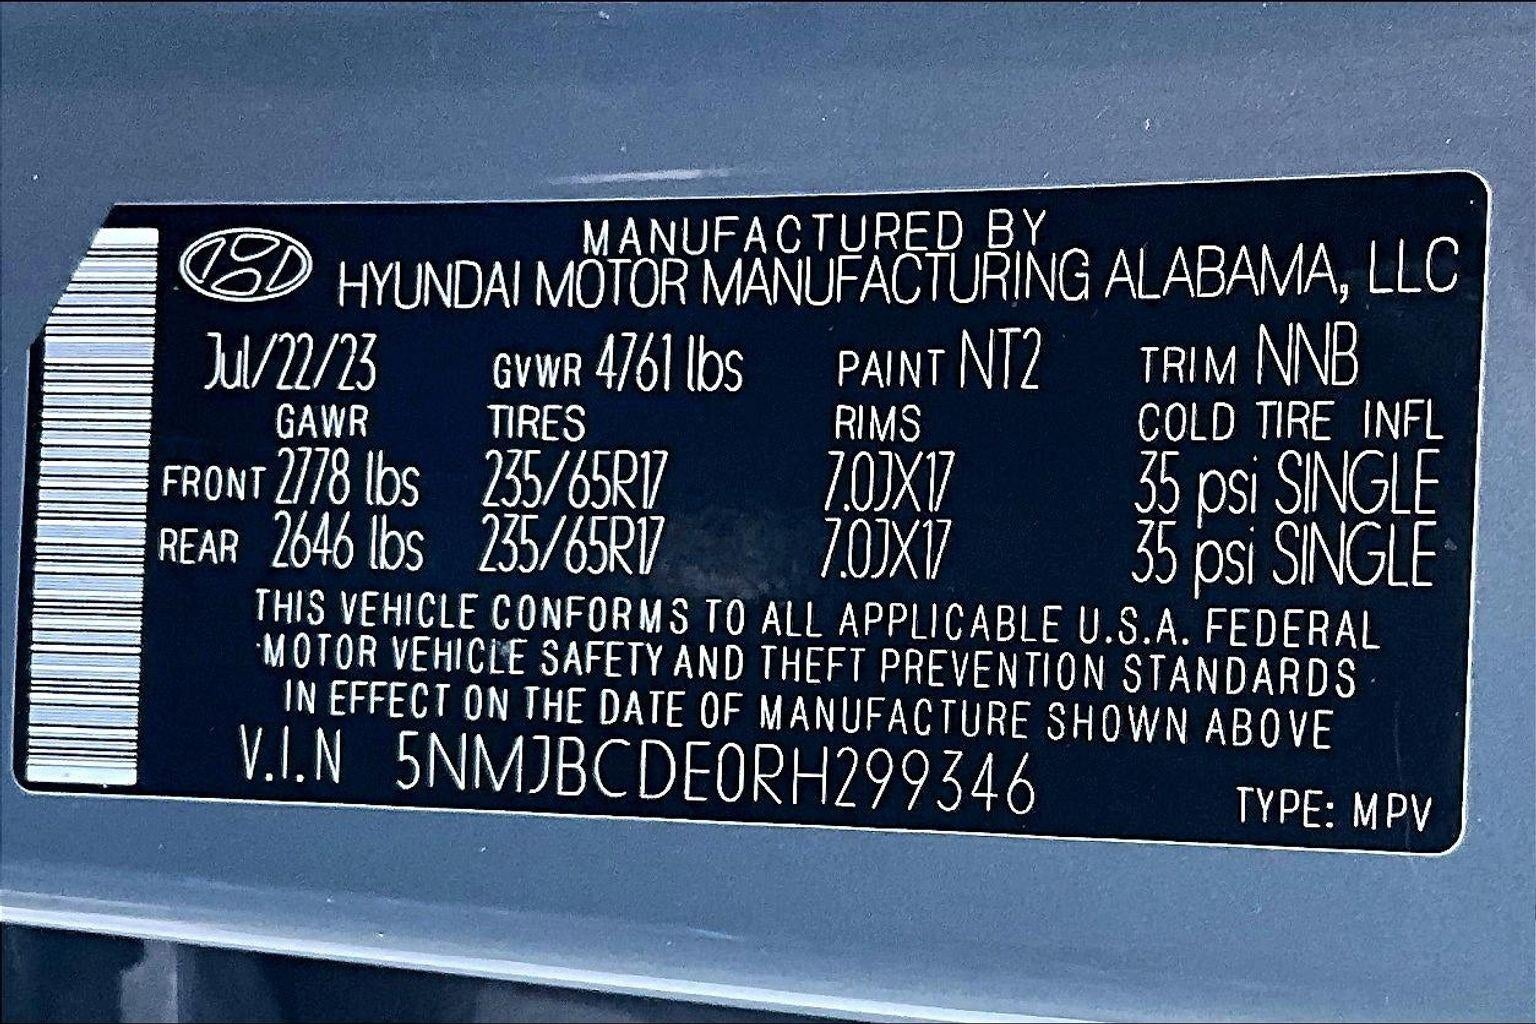 MANUFACTURED BY
HYUNDAI MOTOR MANUFACTURING ALABAMA, LLC
Jul/22/23 GVWR 4761 lbs PAINT NT2 TRIM NNB
GAWR TIRES RIMS COLD TIRE INFL
FRONT 2778 lbs 235/65R17 7.0JX17 35 psi SINGLE
REAR 2646 lbs 235/65R17 7.0JX17 35 psi SINGLE
THIS VEHICLE CONFORMS TO ALL APPLICABLE U.S.A. FEDERAL
MOTOR VEHICLE SAFETY AND THEFT PREVENTION STANDARDS
IN EFFECT ON THE DATE OF MANUFACTURE SHOWN ABOVE
V.I.N 5NMJBCDE0RH299346
TYPE: MPV